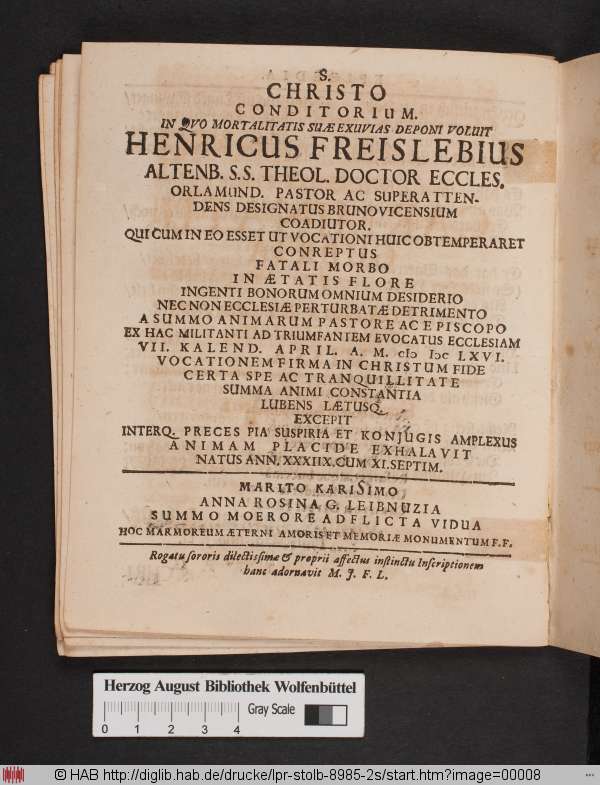 S.
CHRISTO
CONDITORIUM.
IN QVO MORTALITATIS SUÆ EXUVIAS DEPONI VOLUIT
HENRICUS FREISLEBIUS
ALTENB. S.S. THEOL. DOCTOR ECCLES.
ORLAMUND. PASTOR AC SUPERATTEN-
DENS DESIGNATUS BRUNOVICENSIUM
COADIUTOR.
QUI CUM IN EO ESSET UT VOCATIONI HUIC OBTEMPERARET
CONREPTUS
FATALI MORBO
IN ÆTATIS FLORE
INGENTI BONORUM OMNIUM DESIDERIO
NEC NON ECCLESIÆ PERTURBATÆ DETRIMENTO
A SUMMO ANIMARUM PASTORE AC EPISCOPO
EX HAC MILITANTI AD TRIUMFANTEM EVOCATUS ECCLESIAM
VII. KALEND. APRIL. A. M. cIↄ Iↄc LXVI.
VOCATIONEM FIRMA IN CHRISTUM FIDE
CERTA SPE AC TRANQUILLITATE
SUMMA ANIMI CONSTANTIA
LUBENS LÆTUSQ.
EXCEPIT
INTERQ. PRECES PIA SUSPIRIA ET KONJUGIS AMPLEXUS
ANIMAM PLACIDE EXHALAVIT
NATUS ANN. XXXIIX. CUM XI. SEPTIM.
MARITO KARISIMO
ANNA ROSINA G. LEIBNUZIA
SUMMO MOERORE ADFLICTA VIDUA
HOC MARMOREUM ÆTERNI AMORIS ET MEMORIÆ MONUMENTUM F.F.
Rogatu sororis dilectissimæ & proprii affectus instinctu Inscriptionem
hanc adornavit M. J. F. L.
Herzog August Bibliothek Wolfenbüttel
Gray Scale
0 1 2 3 4
© HAB http://diglib.hab.de/drucke/lpr-stolb-8985-2s/start.htm?image=00008